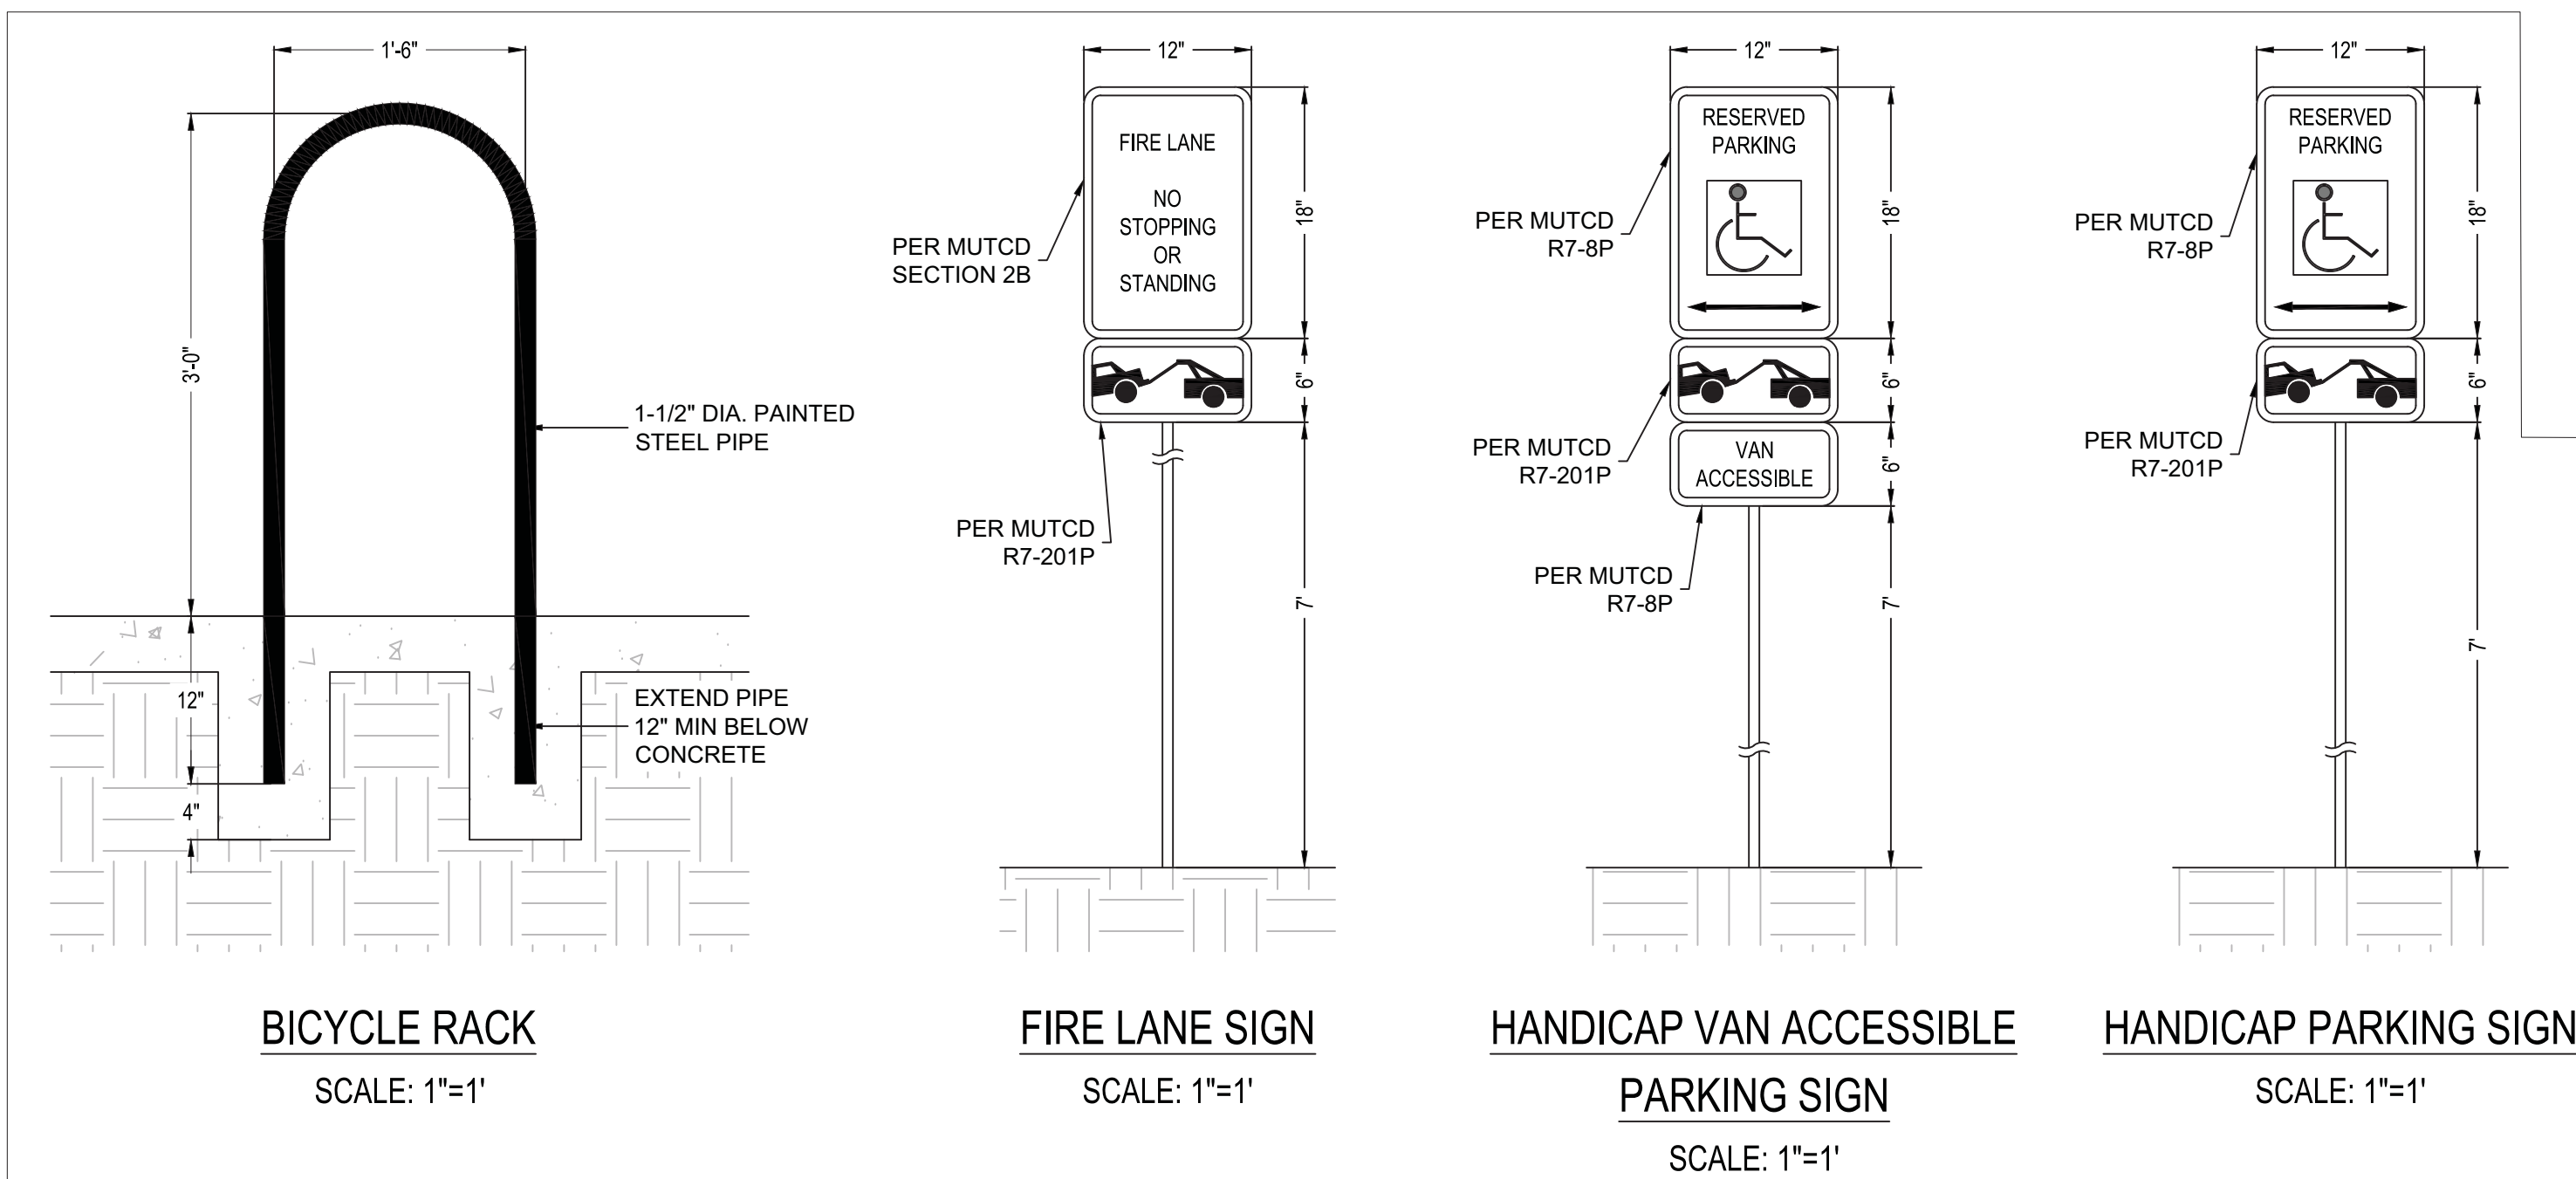 1'-6"
3'-0"
1-1/2" DIA. PAINTED
STEEL PIPE
12"
EXTEND PIPE
12" MIN BELOW
CONCRETE
4"
BICYCLE RACK
SCALE: 1"=1'
12"
FIRE LANE
NO
STOPPING
OR
STANDING
18"
PER MUTCD
SECTION 2B
6"
PER MUTCD
R7-201P
7'
FIRE LANE SIGN
SCALE: 1"=1'
12"
RESERVED
PARKING
18"
PER MUTCD
R7-8P
6"
PER MUTCD
R7-201P
VAN
ACCESSIBLE
6"
PER MUTCD
R7-8P
7'
HANDICAP VAN ACCESSIBLE
PARKING SIGN
SCALE: 1"=1'
12"
RESERVED
PARKING
18"
PER MUTCD
R7-8P
6"
PER MUTCD
R7-201P
7'
HANDICAP PARKING SIGN
SCALE: 1"=1'